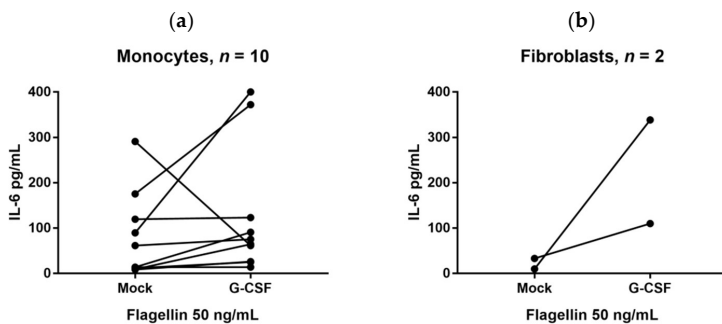 (a)
Monocytes, n = 10
IL-6 pg/mL
400
300
200
100
0
Mock
G-CSF
Flagellin 50 ng/mL
(b)
Fibroblasts, n = 2
IL-6 pg/mL
400
300
200
100
0
Mock
G-CSF
Flagellin 50 ng/mL